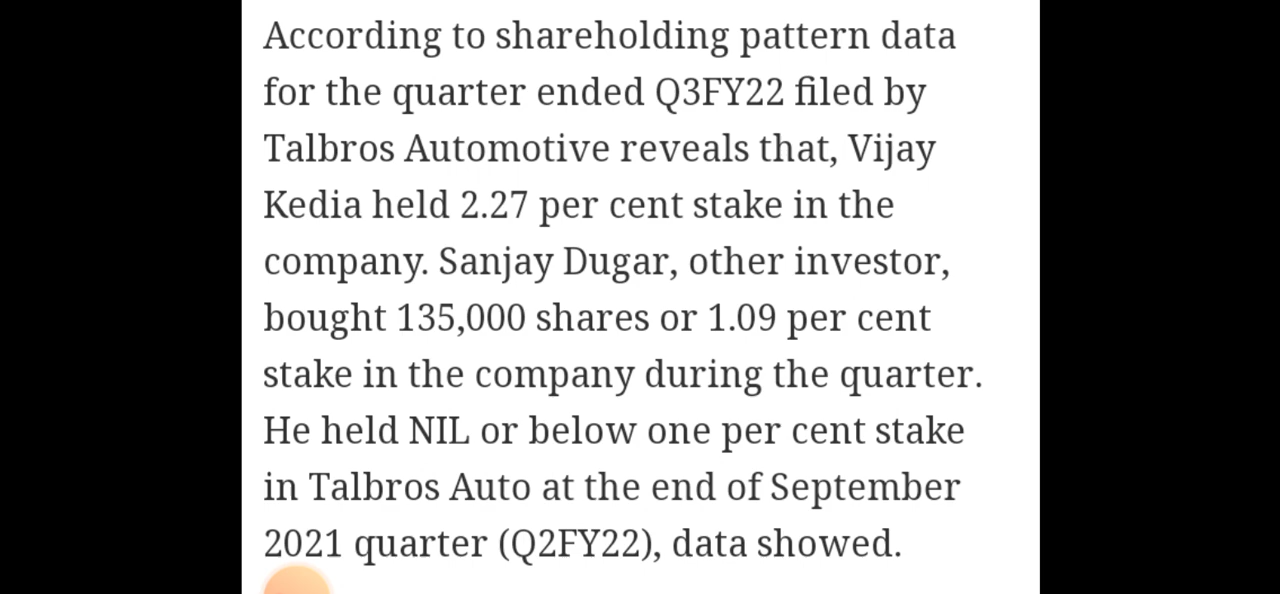 According to shareholding pattern data
for the quarter ended Q3FY22 filed by
Talbros Automotive reveals that, Vijay
Kedia held 2.27 per cent stake in the
company. Sanjay Dugar, other investor,
bought 135,000 shares or 1.09 per cent
stake in the company during the quarter.
He held NIL or below one per cent stake
in Talbros Auto at the end of September
2021 quarter (Q2FY22), data showed.